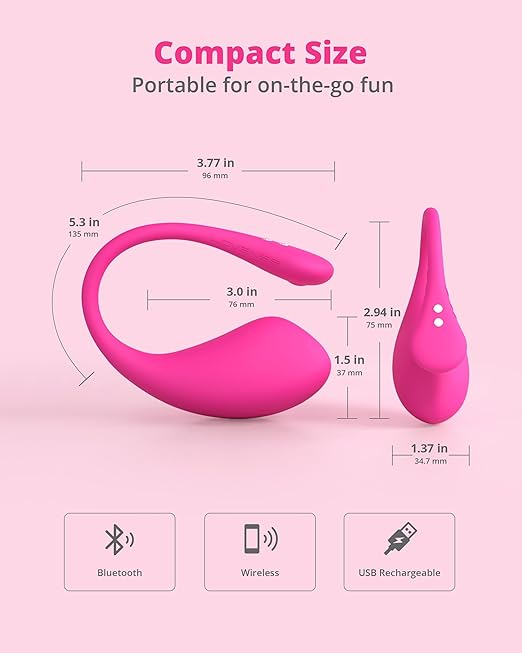 Compact Size
Portable for on-the-go fun
3.77 in
96 mm
5.3 in
135 mm
3.0 in
76 mm
2.94 in
75 mm
1.5 in
37 mm
1.37 in
34.7 mm
Bluetooth
Wireless
USB Rechargeable